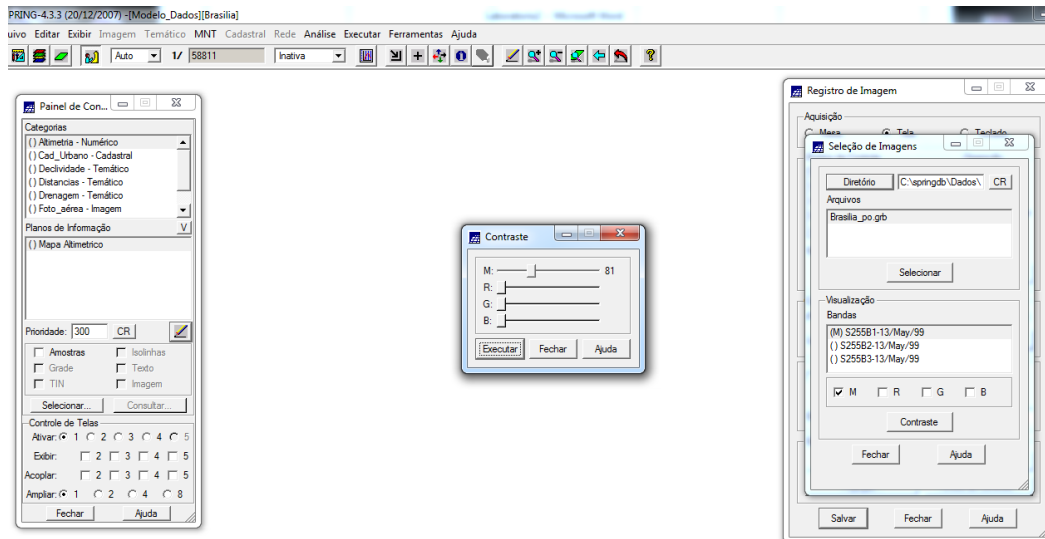 PRING-4.3.3 (20/12/2007) -[Modelo_Dados][Brasilia]
uivo Editar Exibir Imagem Temático MNT Cadastral Rede Análise Executar Ferramentas Ajuda
Auto 1/ 58811 Inativa
Painel de Con...
Categorias
( ) Altimetria - Numérico
( ) Cad_Urbano - Cadastral
( ) Declividade - Temático
( ) Distancias - Temático
( ) Drenagem - Temático
( ) Foto_aérea - Imagem
Planos de Informação V
( ) Mapa Altimetrico
Prioridade: 300 CR
Amostras Isolinhas
Grade Texto
TIN Imagem
Selecionar... Consultar...
Controle de Telas
Ativar: 1 2 3 4 5
Exibir: 2 3 4 5
Acoplar: 2 3 4 5
Ampliar: 1 2 4 8
Fechar Ajuda
Contraste
M: 81
R:
G:
B:
Executar Fechar Ajuda
Registro de Imagem
Aquisição
Mesa Tela Teclado
Seleção de Imagens
Diretório C:\springdb\Dados\ CR
Arquivos
Brasilia_po.grb
Selecionar
Visualização
Bandas
(M) S255B1-13/May/99
( ) S255B2-13/May/99
( ) S255B3-13/May/99
M R G B
Contraste
Fechar Ajuda
Salvar Fechar Ajuda